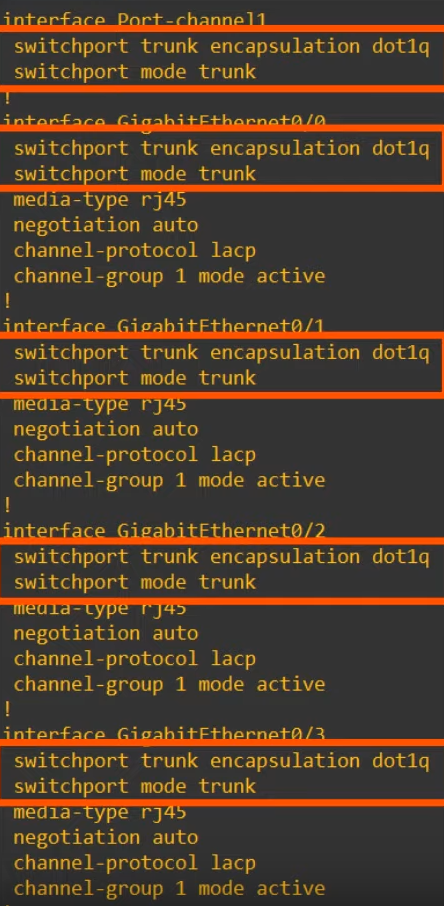 interface Port-channel1
switchport trunk encapsulation dot1q
switchport mode trunk
!
interface GigabitEthernet0/0
switchport trunk encapsulation dot1q
switchport mode trunk
media-type rj45
negotiation auto
channel-protocol lacp
channel-group 1 mode active
!
interface GigabitEthernet0/1
switchport trunk encapsulation dot1q
switchport mode trunk
media-type rj45
negotiation auto
channel-protocol lacp
channel-group 1 mode active
!
interface GigabitEthernet0/2
switchport trunk encapsulation dot1q
switchport mode trunk
media-type rj45
negotiation auto
channel-protocol lacp
channel-group 1 mode active
!
interface GigabitEthernet0/3
switchport trunk encapsulation dot1q
switchport mode trunk
media-type rj45
negotiation auto
channel-protocol lacp
channel-group 1 mode active